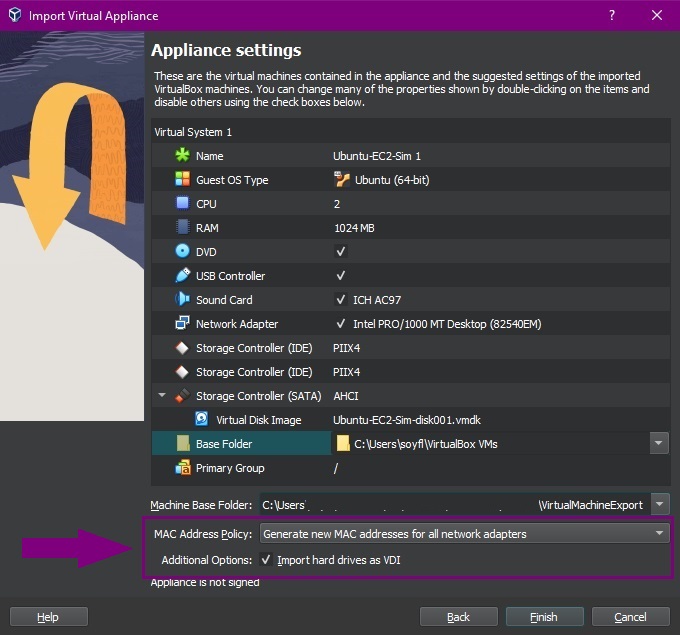 Import Virtual Appliance
?
Appliance settings
These are the virtual machines contained in the appliance and the suggested settings of the imported
VirtualBox machines. You can change many of the properties shown by double-clicking on the items and
disable others using the check boxes below.
Virtual System 1
Name Ubuntu-EC2-Sim 1
Guest OS Type Ubuntu (64-bit)
CPU 2
RAM 1024 MB
DVD ✓
USB Controller ✓
Sound Card ✓ ICH AC97
Network Adapter ✓ Intel PRO/1000 MT Desktop (82540EM)
Storage Controller (IDE) PIIX4
Storage Controller (IDE) PIIX4
Storage Controller (SATA) AHCI
Virtual Disk Image Ubuntu-EC2-Sim-disk001.vmdk
Base Folder C:\Users\soyfl\VirtualBox VMs
Primary Group /
Machine Base Folder: C:\Users \VirtualMachineExport
MAC Address Policy: Generate new MAC addresses for all network adapters
Additional Options: ✓ Import hard drives as VDI
Appliance is not signed
Help Back Finish Cancel